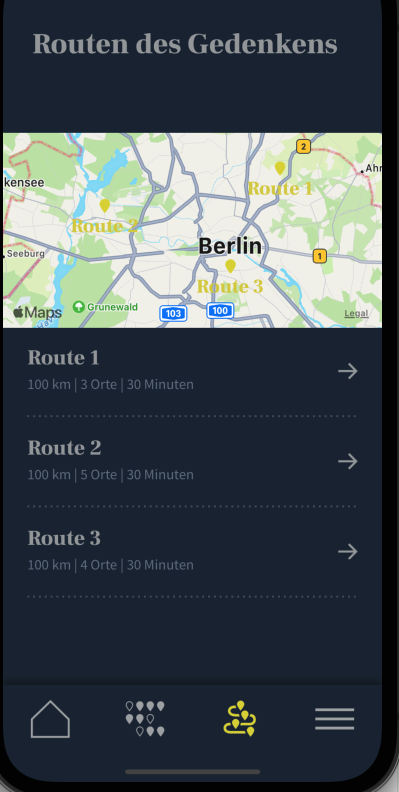 Routen des Gedenkens
2
Ahr
kensee
Route 1
Route 2
Berlin
Seeburg
1
Route 3
Grunewald
Maps
103
100
Legal
Hav
Route 1
100 km | 3 Orte | 30 Minuten
Route 2
100 km | 5 Orte | 30 Minuten
Route 3
100 km | 4 Orte | 30 Minuten